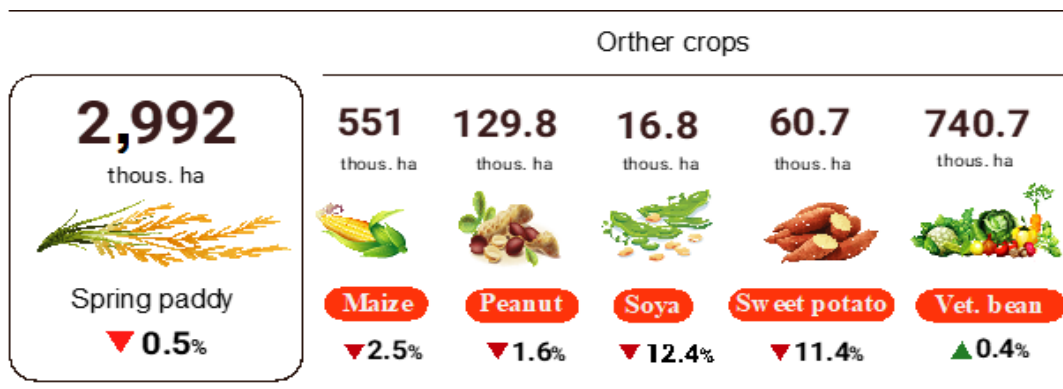 Orther crops
2,992
thous. ha
Spring paddy
▼ 0.5%
551
thous. ha
Maize
▼2.5%
129.8
thous. ha
Peanut
▼1.6%
16.8
thous. ha
Soya
▼12.4%
60.7
thous. ha
Sweet potato
▼11.4%
740.7
thous. ha
Vet. bean
▲0.4%